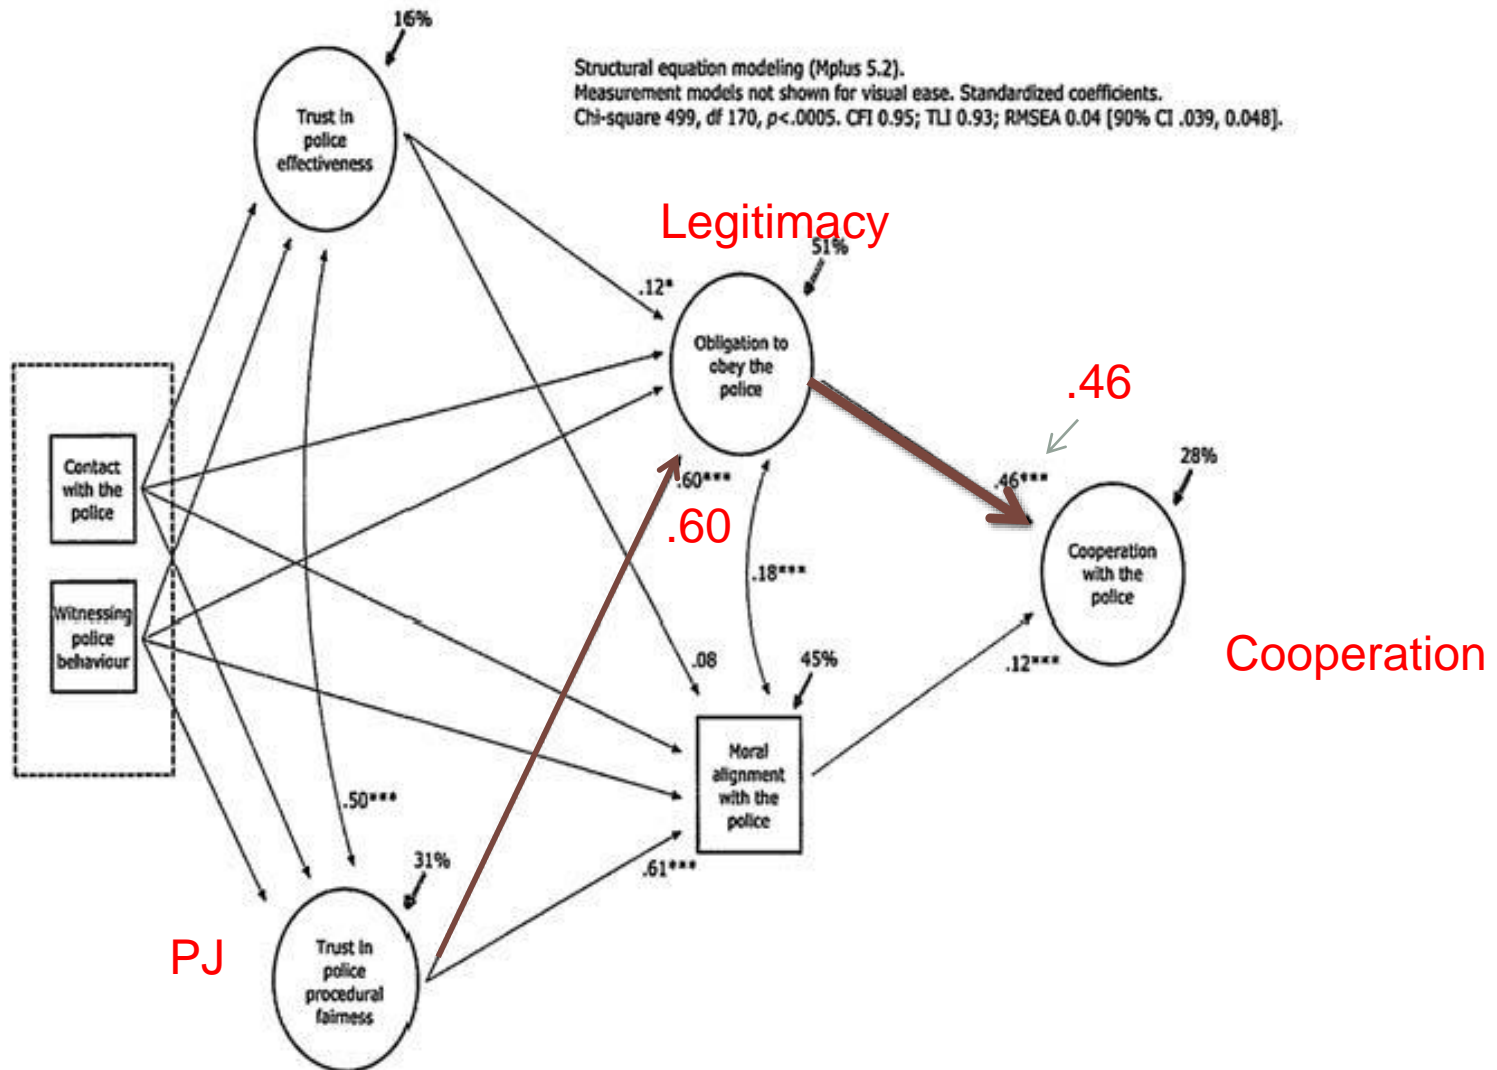 16%
Structural equation modeling (Mplus 5.2).
Measurement models not shown for visual ease. Standardized coefficients.
Chi-square 499, df 170, p<.0005. CFI 0.95; TLI 0.93; RMSEA 0.04 [90% CI .039, 0.048].
Trust in
police
effectiveness
Legitimacy
51%
.12*
Obligation to
obey the
police
.46
Contact
with the
police
.60***
.46***
28%
.60
Cooperation
with the
police
.18***
Witnessing
police
behaviour
.08
45%
.12***
Cooperation
Moral
alignment
with the
police
.50***
31%
.61***
PJ
Trust in
police
procedural
fairness